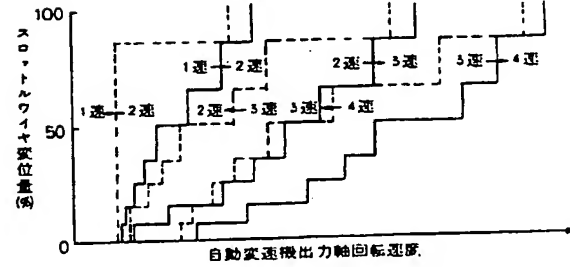 スロットルワイヤ変位量(%)
100
1速→2速
2速→3速
3速→4速
1速←2速
2速←3速
3速←4速
50
0
自動変速機出力軸回転速度